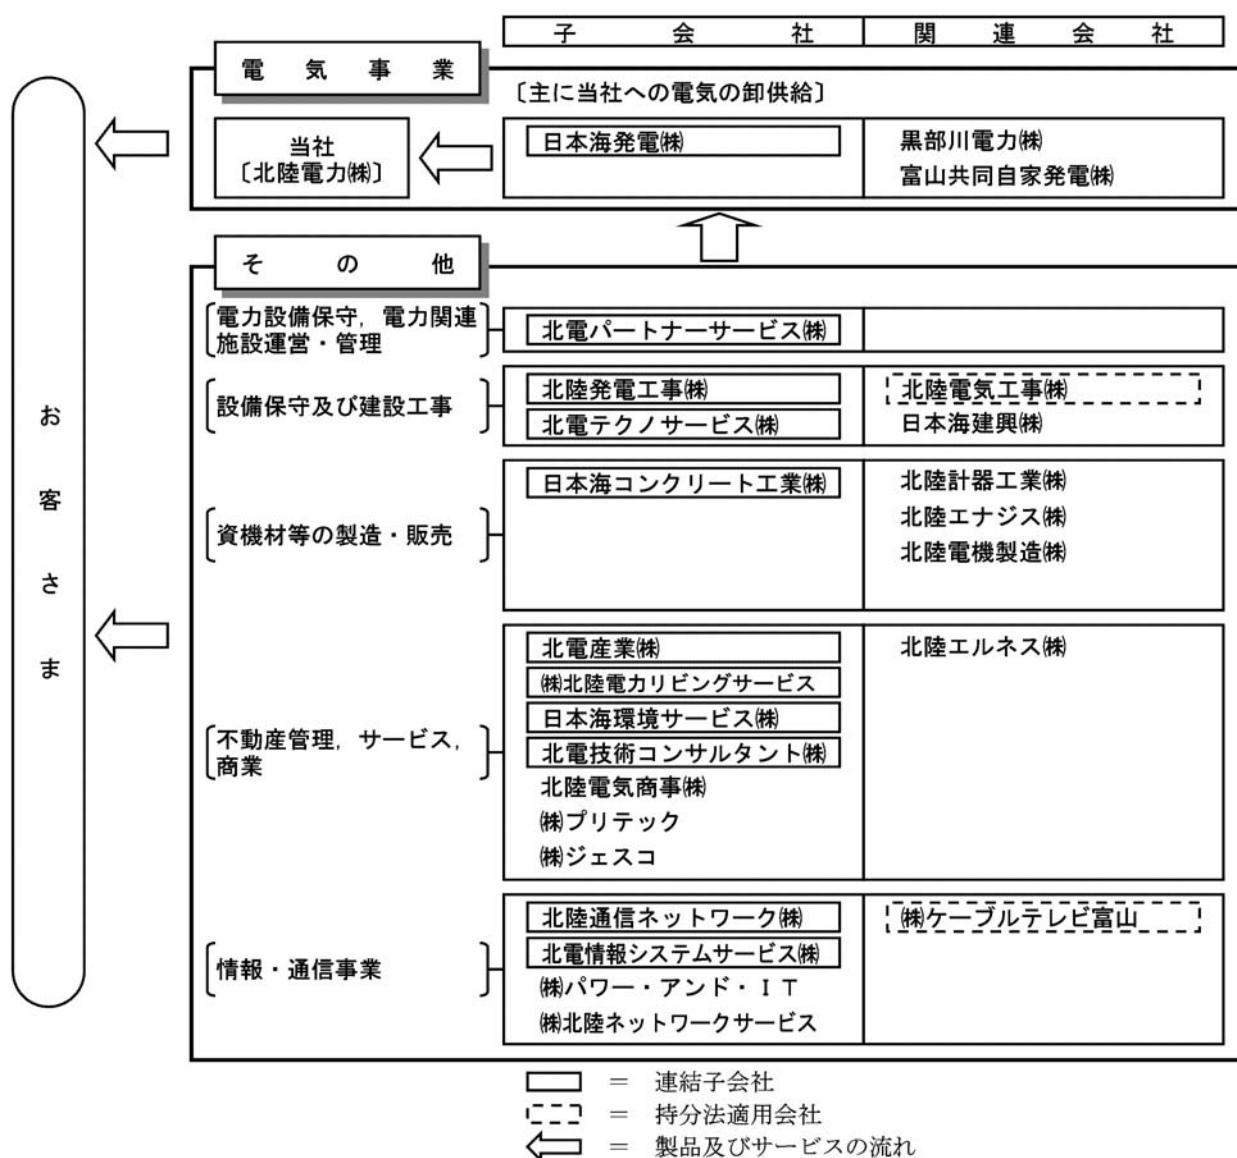 子会社 関連会社
電気事業
〔主に当社への電気の卸供給〕
当社
〔北陸電力㈱〕
日本海発電㈱
黒部川電力㈱
富山共同自家発電㈱
その他
電力設備保守，電力関連
施設運営・管理
北電パートナーサービス㈱
設備保守及び建設工事
北陸発電工事㈱
北電テクノサービス㈱
北陸電気工事㈱
日本海建興㈱
資機材等の製造・販売
日本海コンクリート工業㈱
北陸計器工業㈱
北陸エナジス㈱
北陸電機製造㈱
不動産管理，サービス，
商業
北電産業㈱
㈱北陸電力リビングサービス
日本海環境サービス㈱
北電技術コンサルタント㈱
北陸電気商事㈱
㈱プリテック
㈱ジェスコ
北陸エルネス㈱
情報・通信事業
北陸通信ネットワーク㈱
北電情報システムサービス㈱
㈱パワー・アンド・ＩＴ
㈱北陸ネットワークサービス
㈱ケーブルテレビ富山
お客さま
＝ 連結子会社
＝ 持分法適用会社
＝ 製品及びサービスの流れ